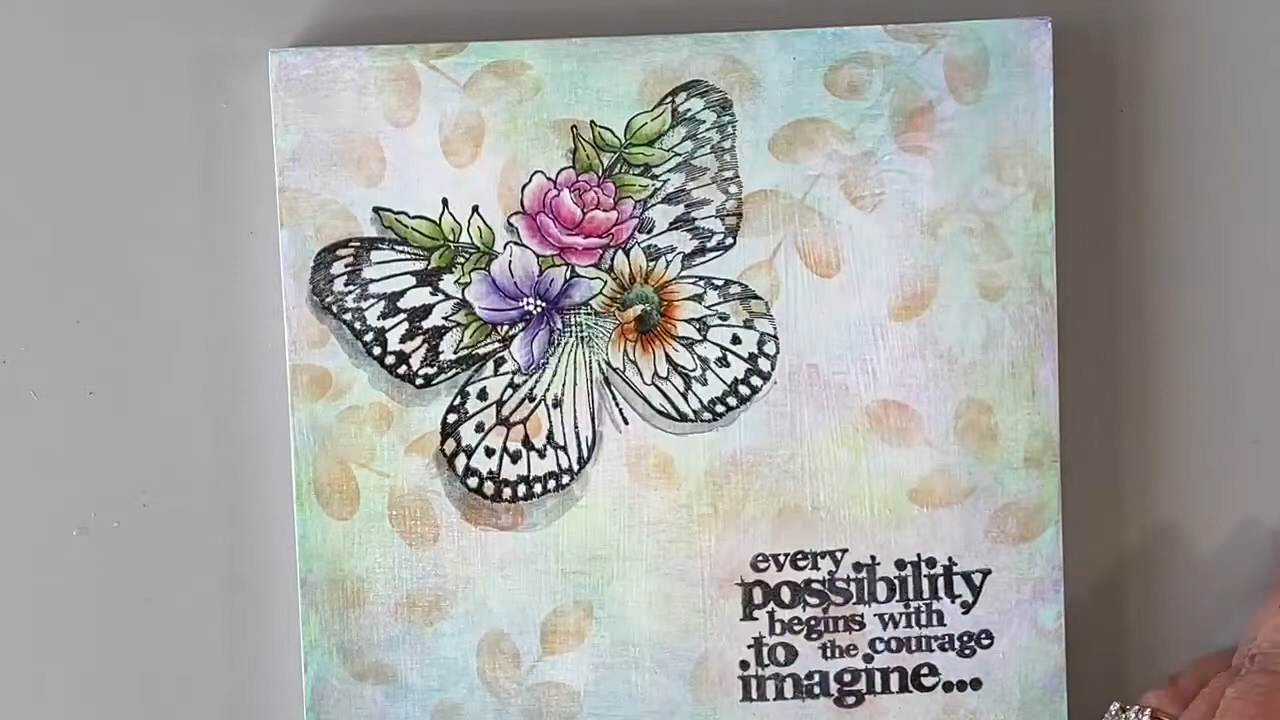 every
possibility
begins with
to the courage
imagine...